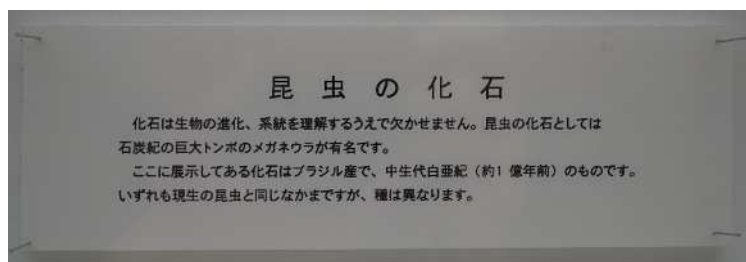 昆虫の化石
化石は生物の進化、系統を理解するうえで欠かせません。昆虫の化石としては
石炭紀の巨大トンボのメガネウラが有名です。
ここに展示してある化石はブラジル産で、中生代白亜紀（約1億年前）のものです。
いずれも現生の昆虫と同じなかまですが、種は異なります。